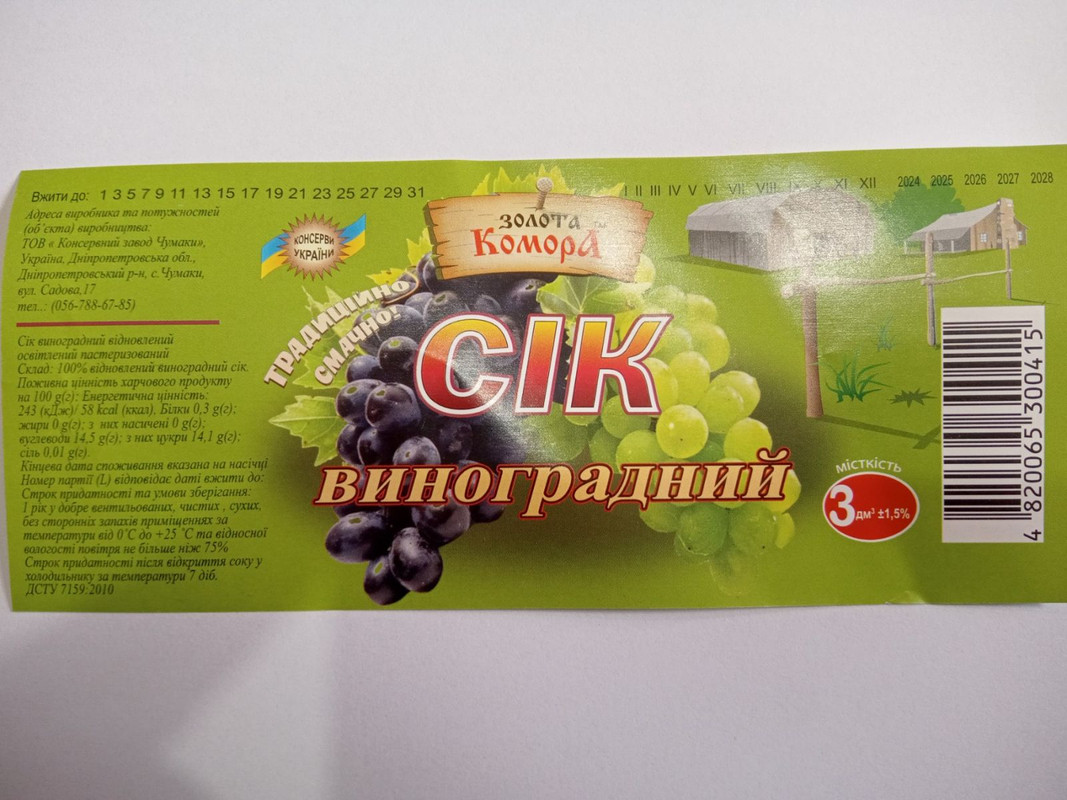 Вжити до: 1 3 5 7 9 11 13 15 17 19 21 23 25 27 29 31
I II III IV V VI VII VIII IX X XI XII 2024 2025 2026 2027 2028
Адреса виробника та потужностей
(об`єкта) виробництва:
ТОВ « Консервний завод Чумаки»,
Україна, Дніпропетровська обл.,
Дніпропетровський р-н, с.Чумаки,
вул. Садова,17
тел..: (056-788-67-85)
Сік виноградний відновлений
освітлений пастеризований
Склад: 100% відновлений виноградний сік.
Поживна цінність харчового продукту
на 100 g(г): Енергетична цінність:
243 (кДж)/ 58 kcal (ккал), Білки 0,3 g(г);
жири 0 g(г); з них насичені 0 g(г);
вуглеводи 14,5 g(г); з них цукри 14,1 g(г);
сіль 0,01 g(г).
Кінцева дата споживання вказана на насічці
Номер партії (L) відповідає даті вжити до:
Строк придатності та умови зберігання:
1 рік у добре вентильованих, чистих , сухих,
без сторонніх запахів приміщеннях за
температури від 0˚С до +25 ˚С та відносної
вологості повітря не більше ніж 75%
Строк придатності після відкриття соку у
холодильнику за температури 7 діб.
ДСТУ 7159:2010
КОНСЕРВИ
УКРАЇНИ
ТРАДИЦІЙНО
СМАЧНО!
ЗОЛОТА
КОМОРА
СІК
виноградний
МІСТКІСТЬ
3 дм³ ±1,5%
4 820065 300415